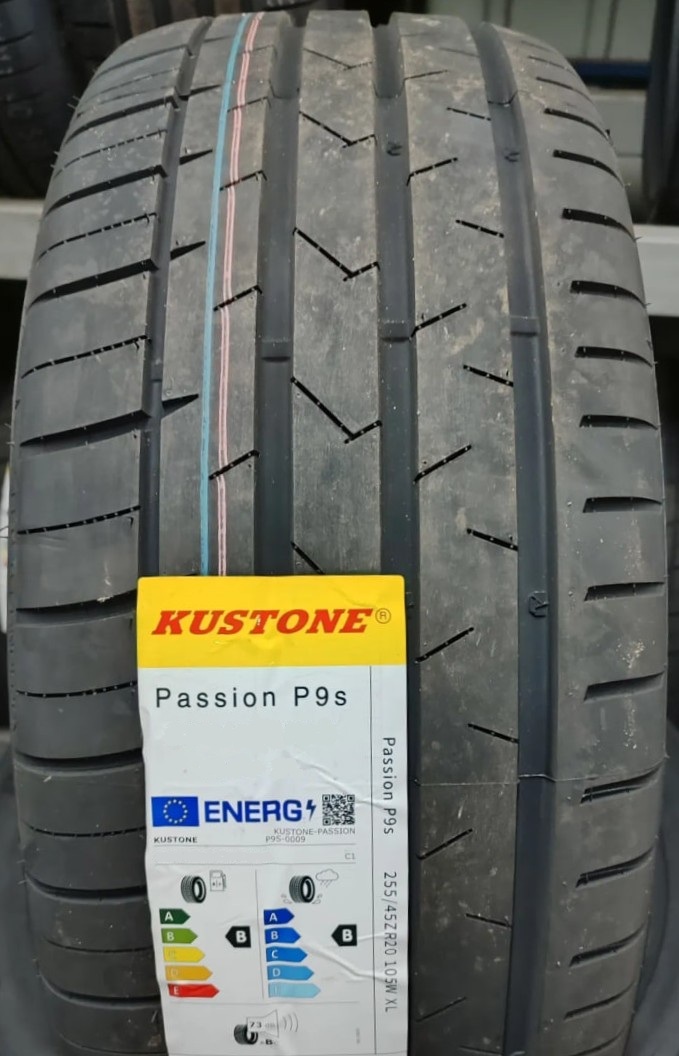 KUSTONE®
Passion P9s
ENERG
KUSTONE
KUSTONE-PASSION
P9S-0009
C1
A
B
C
D
E
B
A
B
C
D
E
B
73
B
Passion P9s 255/45ZR20 105W XL